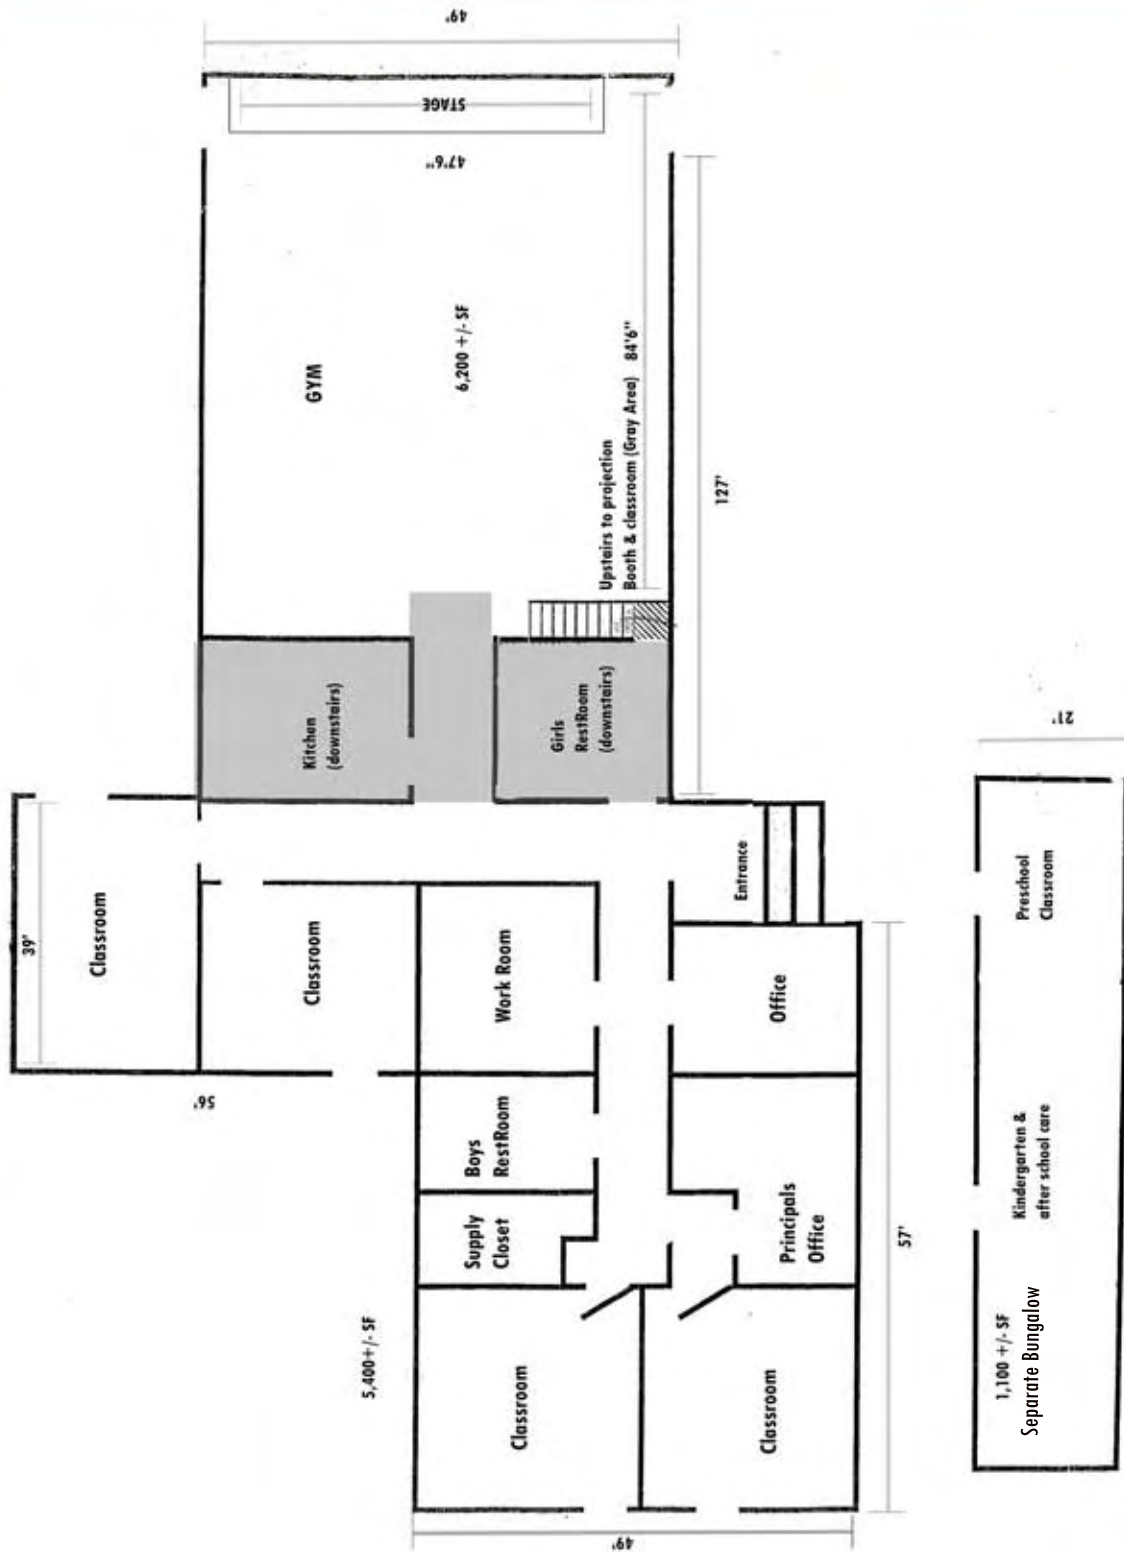 49'
STAGE
47'6''
GYM
6,200 +/- SF
Upstairs to projection
Booth & classroom (Gray Area) 84'6''
127'
Kitchen
(downstairs)
Girls
RestRoom
(downstairs)
39'
Classroom
Classroom
56'
Work Room
Entrance
Office
Boys
RestRoom
Supply
Closet
Principals
Office
5,400+/- SF
Classroom
Classroom
57'
49'
21'
Preschool
Classroom
Kindergarten &
after school care
1,100 +/- SF
Separate Bungalow